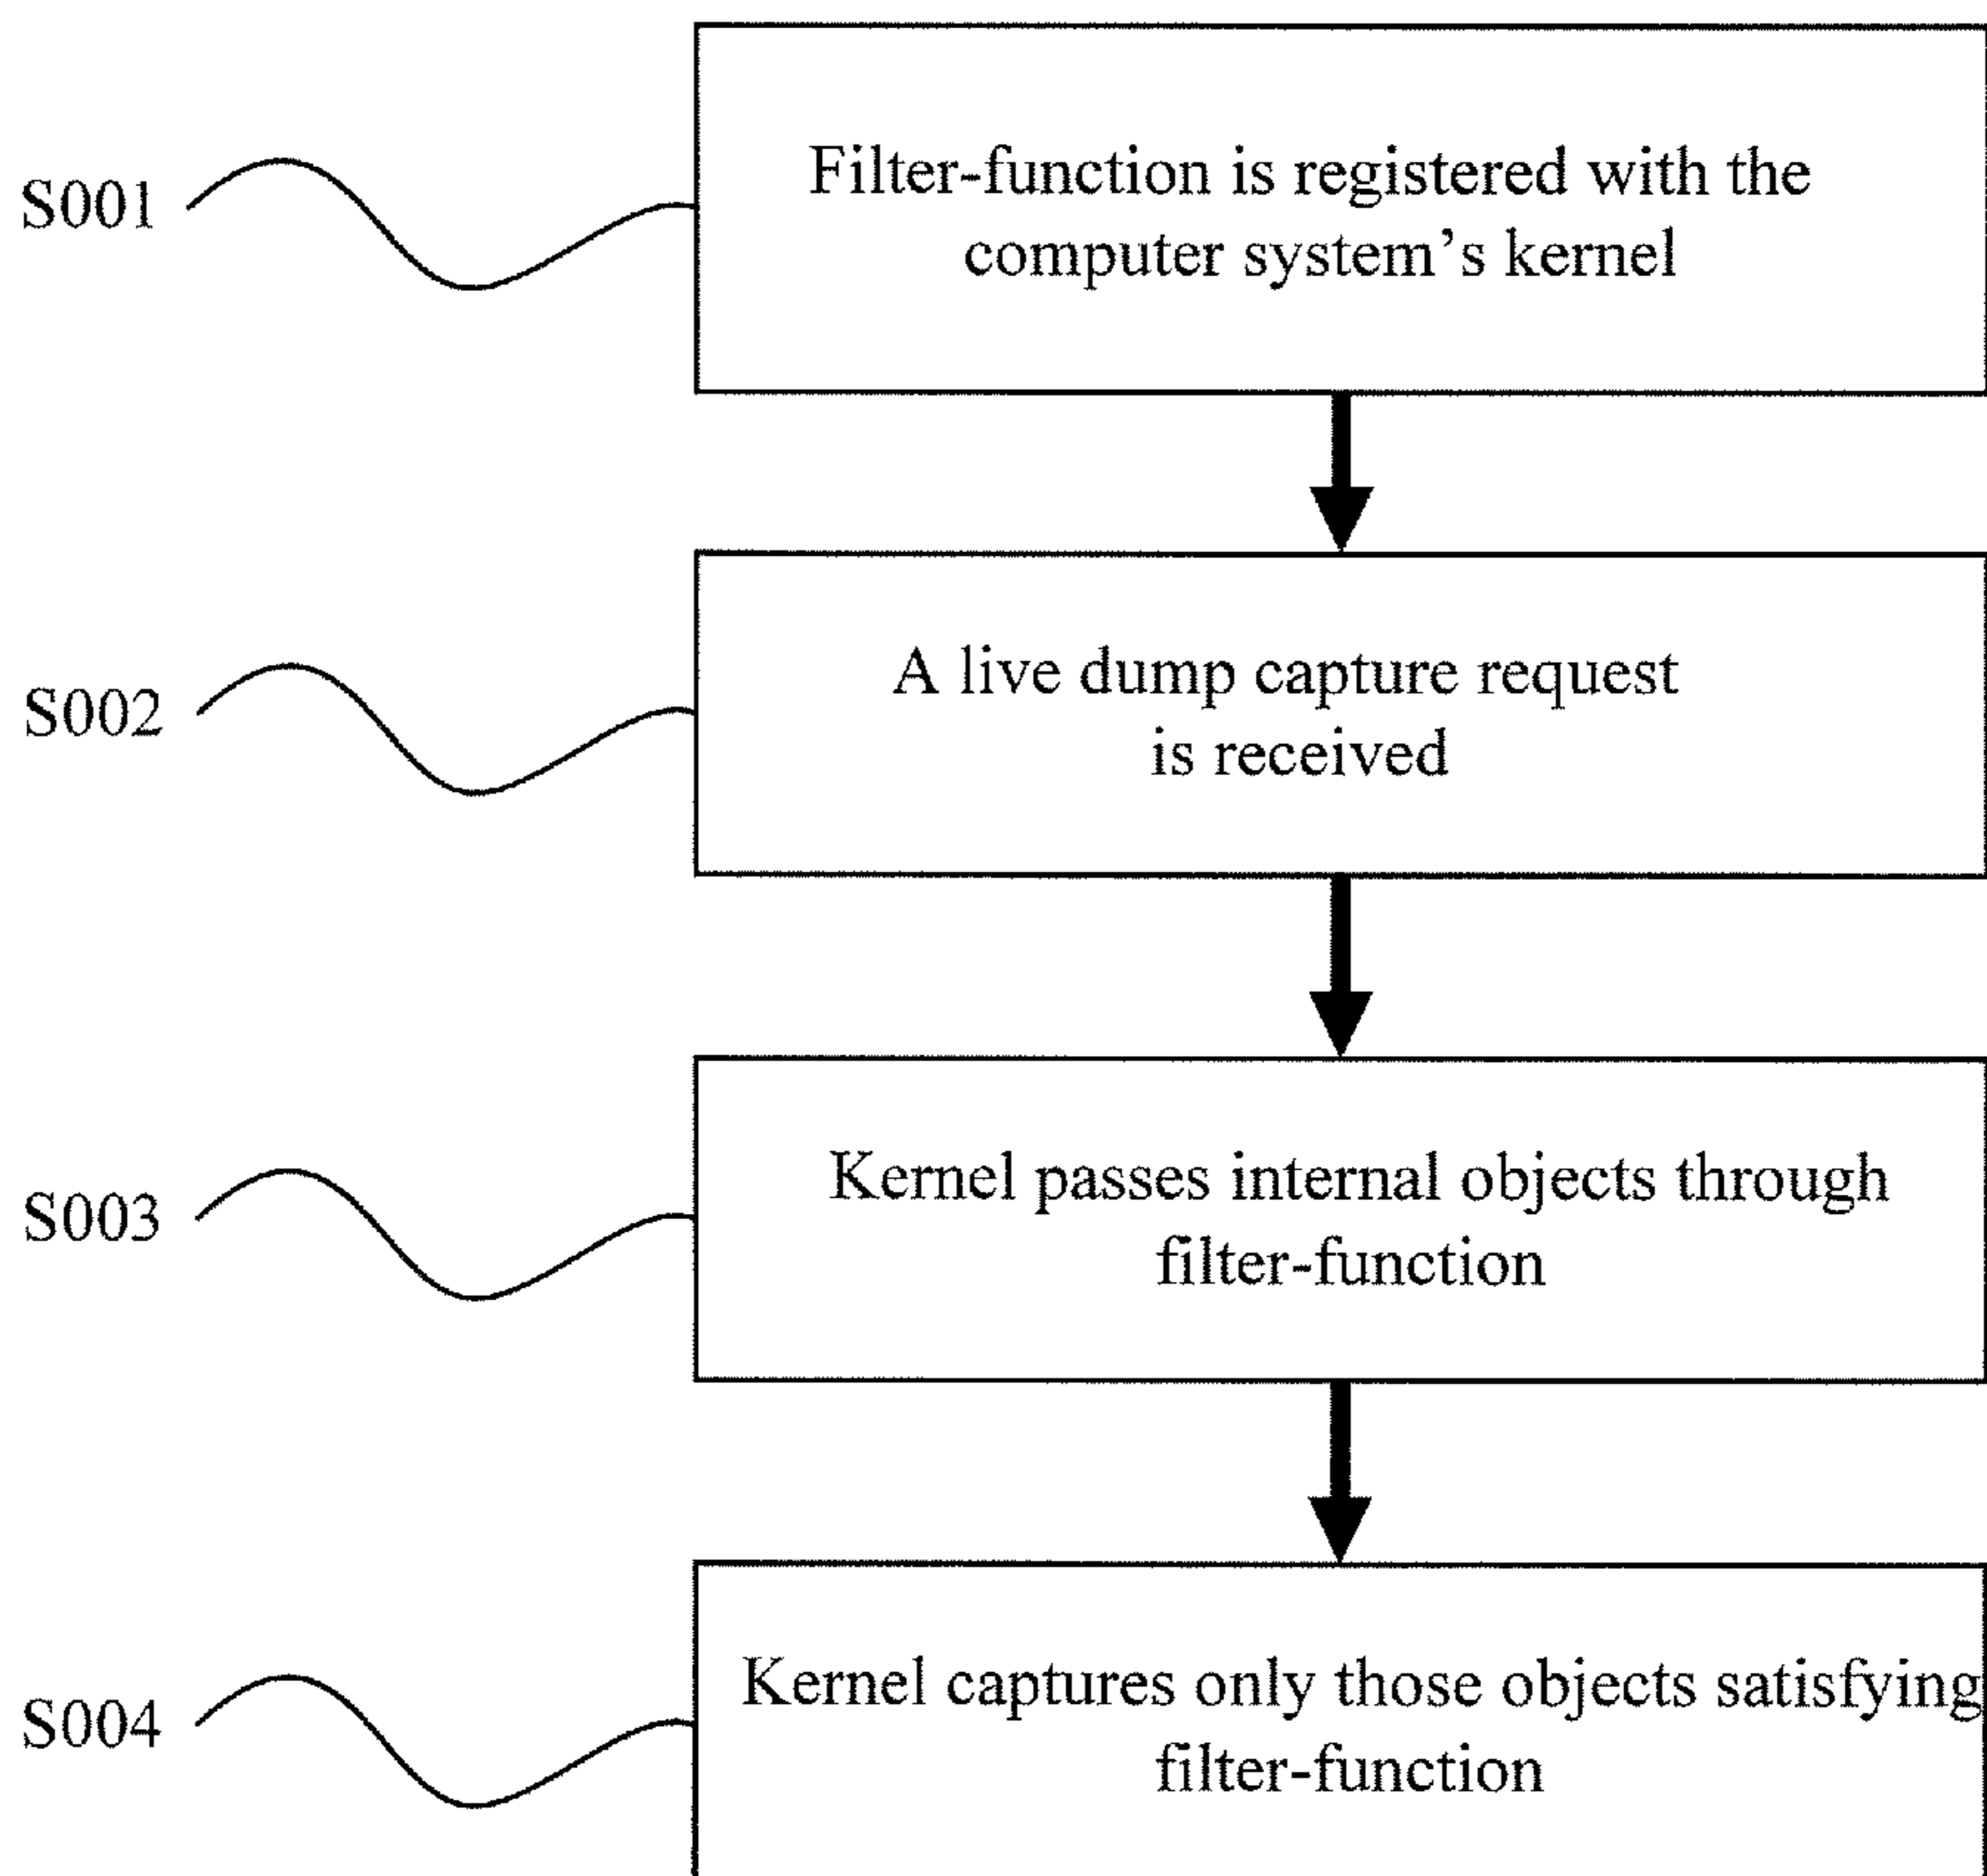 S001
Filter-function is registered with the
computer system’s kernel
S002
A live dump capture request
is received
S003
Kernel passes internal objects through
filter-function
S004
Kernel captures only those objects satisfying
filter-function